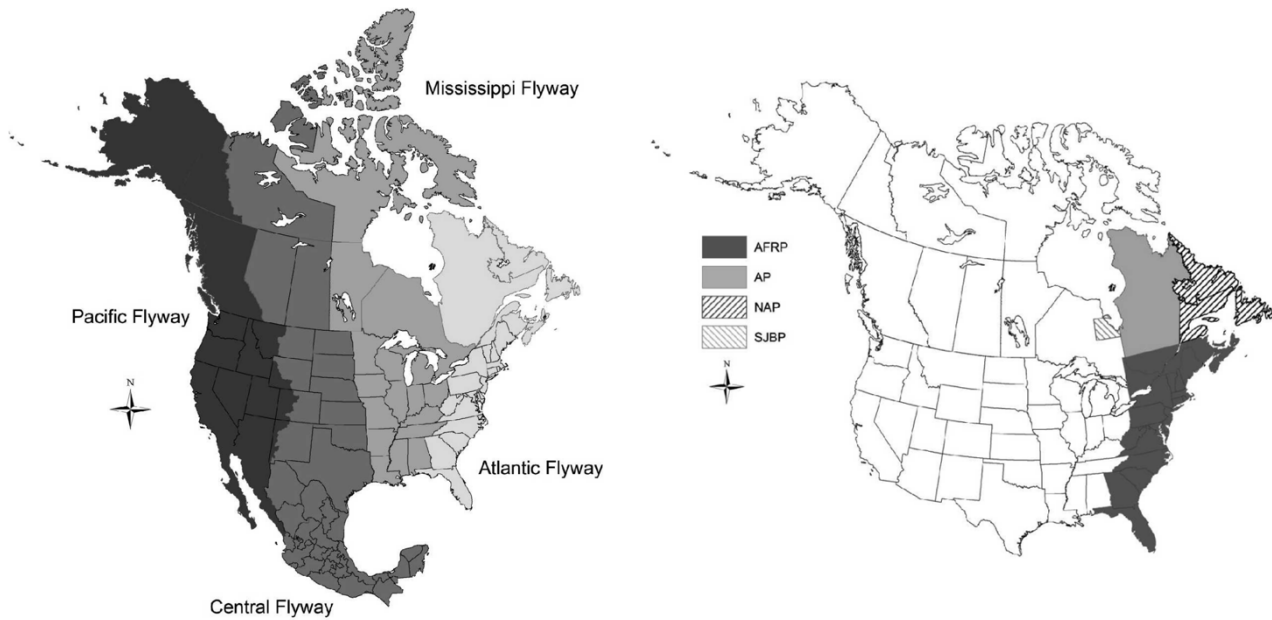 Mississippi Flyway
Pacific Flyway
N
Atlantic Flyway
Central Flyway
AFRP
AP
NAP
SJBP
N